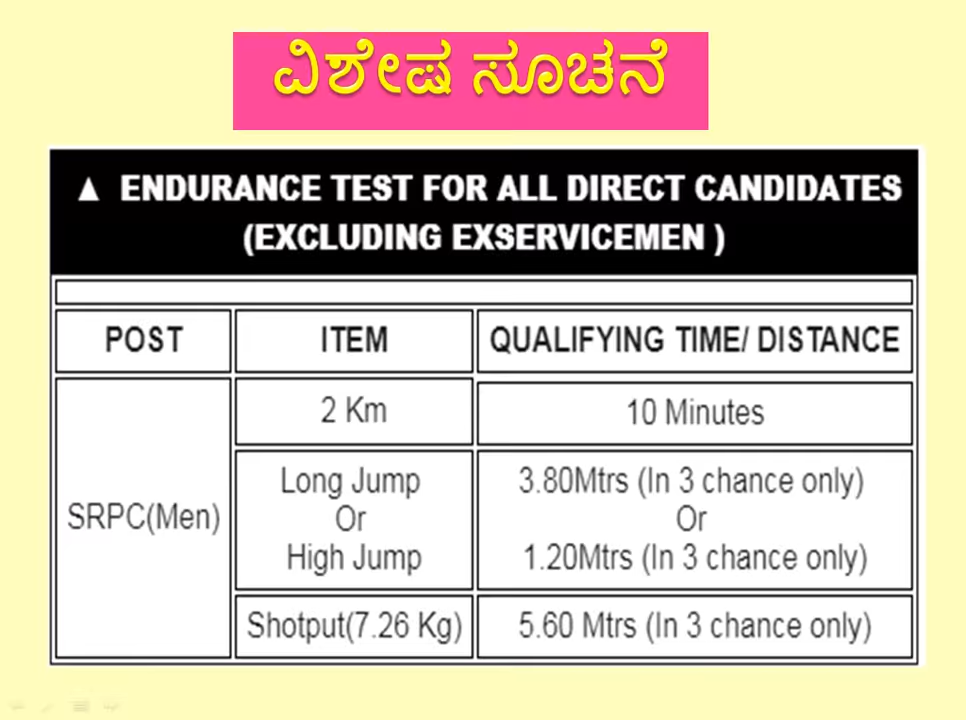 ವಿಶೇಷ ಸೂಚನೆ
▲ ENDURANCE TEST FOR ALL DIRECT CANDIDATES
(EXCLUDING EXSERVICEMEN )
POST ITEM QUALIFYING TIME/ DISTANCE
SRPC(Men)
2 Km 10 Minutes
Long Jump 3.80Mtrs (In 3 chance only)
Or Or
High Jump 1.20Mtrs (In 3 chance only)
Shotput(7.26 Kg) 5.60 Mtrs (In 3 chance only)